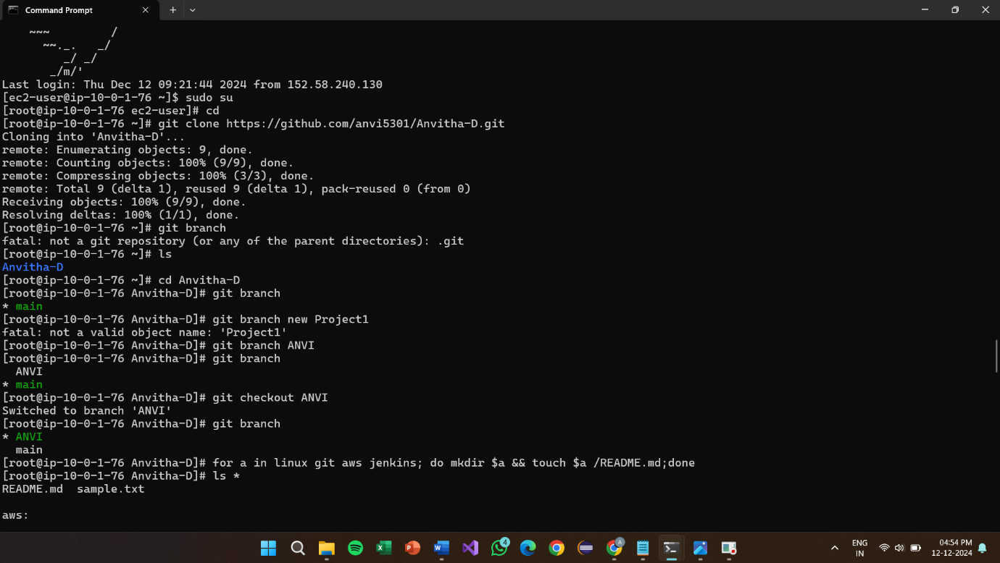 Command Prompt
~~~ /
~~._. _/
_/ _/
_/m/'
Last login: Thu Dec 12 09:21:44 2024 from 152.58.240.130
[ec2-user@ip-10-0-1-76 ~]$ sudo su
[root@ip-10-0-1-76 ec2-user]# cd
[root@ip-10-0-1-76 ~]# git clone https://github.com/anvi5301/Anvitha-D.git
Cloning into 'Anvitha-D'...
remote: Enumerating objects: 9, done.
remote: Counting objects: 100% (9/9), done.
remote: Compressing objects: 100% (3/3), done.
remote: Total 9 (delta 1), reused 9 (delta 1), pack-reused 0 (from 0)
Receiving objects: 100% (9/9), done.
Resolving deltas: 100% (1/1), done.
[root@ip-10-0-1-76 ~]# git branch
fatal: not a git repository (or any of the parent directories): .git
[root@ip-10-0-1-76 ~]# ls
Anvitha-D
[root@ip-10-0-1-76 ~]# cd Anvitha-D
[root@ip-10-0-1-76 Anvitha-D]# git branch
* main
[root@ip-10-0-1-76 Anvitha-D]# git branch new Project1
fatal: not a valid object name: 'Project1'
[root@ip-10-0-1-76 Anvitha-D]# git branch ANVI
[root@ip-10-0-1-76 Anvitha-D]# git branch
ANVI
* main
[root@ip-10-0-1-76 Anvitha-D]# git checkout ANVI
Switched to branch 'ANVI'
[root@ip-10-0-1-76 Anvitha-D]# git branch
* ANVI
main
[root@ip-10-0-1-76 Anvitha-D]# for a in linux git aws jenkins; do mkdir $a && touch $a /README.md;done
[root@ip-10-0-1-76 Anvitha-D]# ls *
README.md sample.txt
aws:
4
A
ENG
IN
04:54 PM
12-12-2024